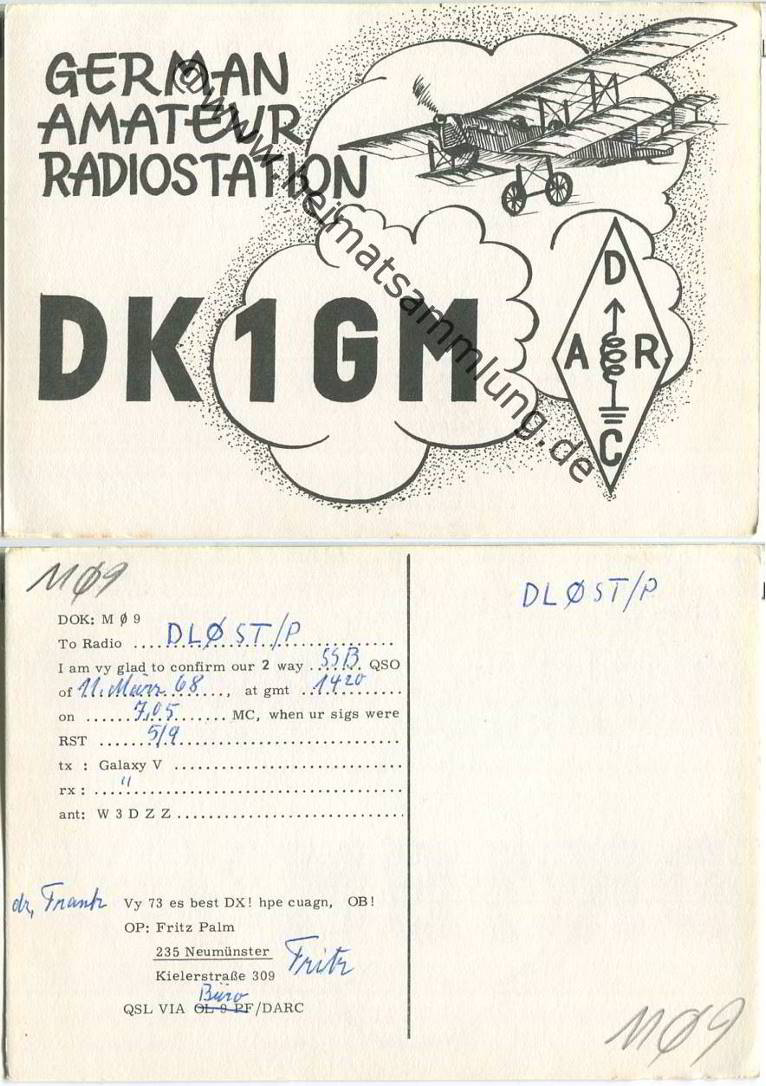 GERMAN
AMATEUR
RADIOSTATION
©www.heimatsammlung.de
DK1GM
D
A R
C
MØ9
DLØST/P
DOK: M Ø 9
To Radio ..... DLØST/P .....
I am vy glad to confirm our 2 way .. SSB .. QSO
of 11. März 68 ...., at gmt . 1420 .....
on ...... 7,05 ....... MC, when ur sigs were
RST ...... 5/9 ......
tx : Galaxy V ......
rx : .... " ......
ant: W 3 D Z Z ......
dr, Frank Vy 73 es best DX! hpe cuagn, OB!
OP: Fritz Palm
235 Neumünster
Kielerstraße 309
Fritz
Büro
QSL VIA OL 9 PF/DARC
MØ9